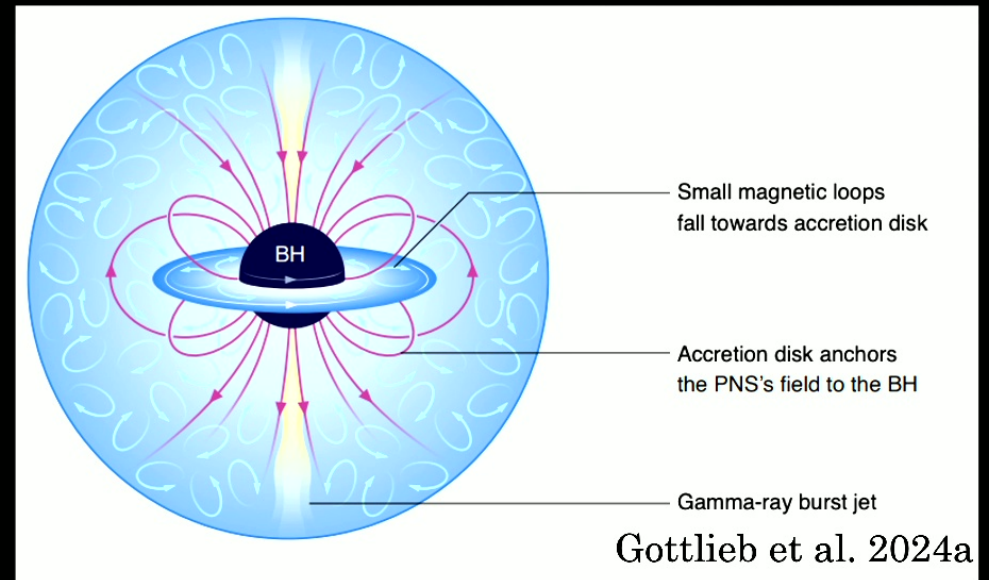 BH
Small magnetic loops
fall towards accretion disk
Accretion disk anchors
the PNS's field to the BH
Gamma-ray burst jet
Gottlieb et al. 2024a